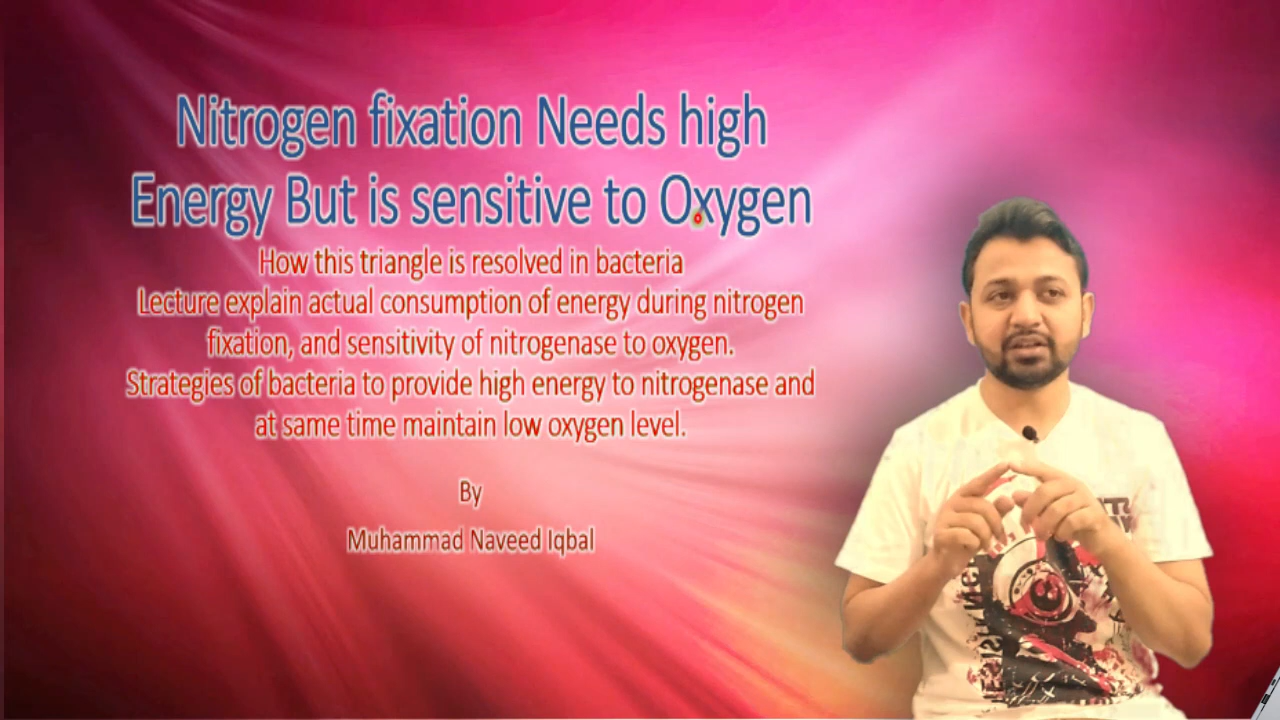 Nitrogen fixation Needs high
Energy But is sensitive to Oxygen
How this triangle is resolved in bacteria
Lecture explain actual consumption of energy during nitrogen
fixation, and sensitivity of nitrogenase to oxygen.
Strategies of bacteria to provide high energy to nitrogenase and
at same time maintain low oxygen level.
By
Muhammad Naveed Iqbal